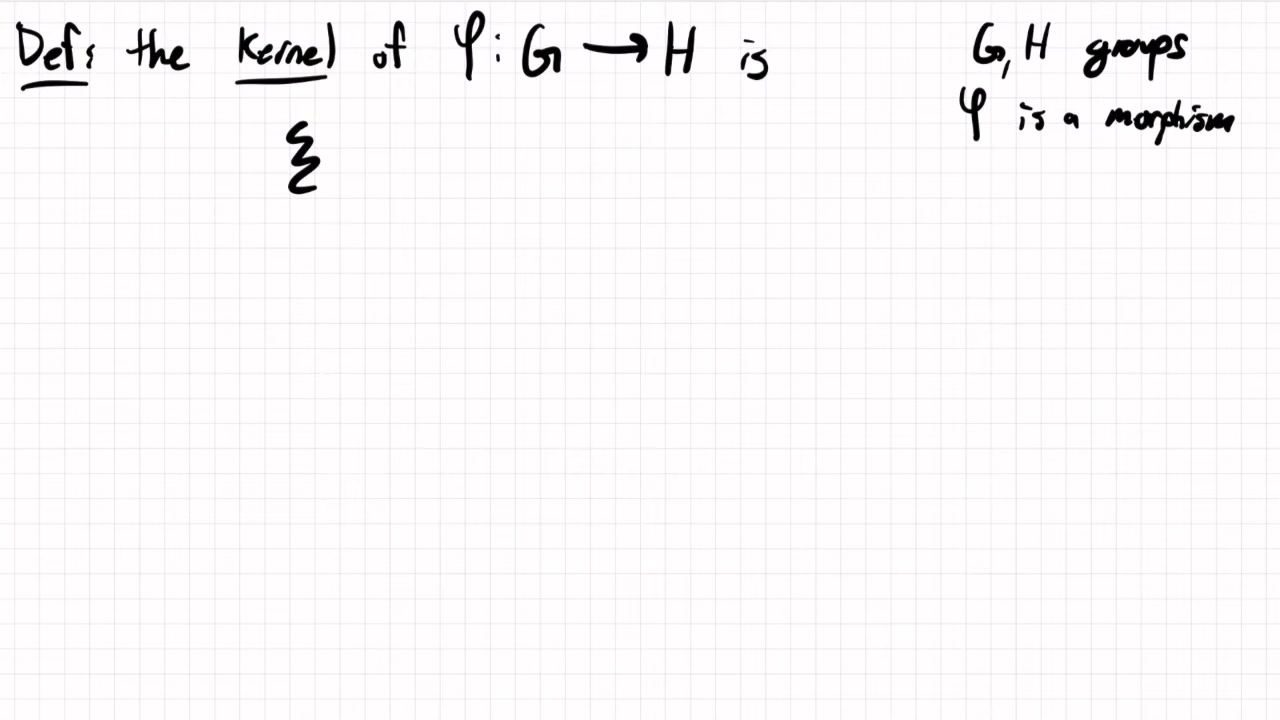 Def: the Kernel of φ: G → H is
G, H groups
φ is a morphism
{